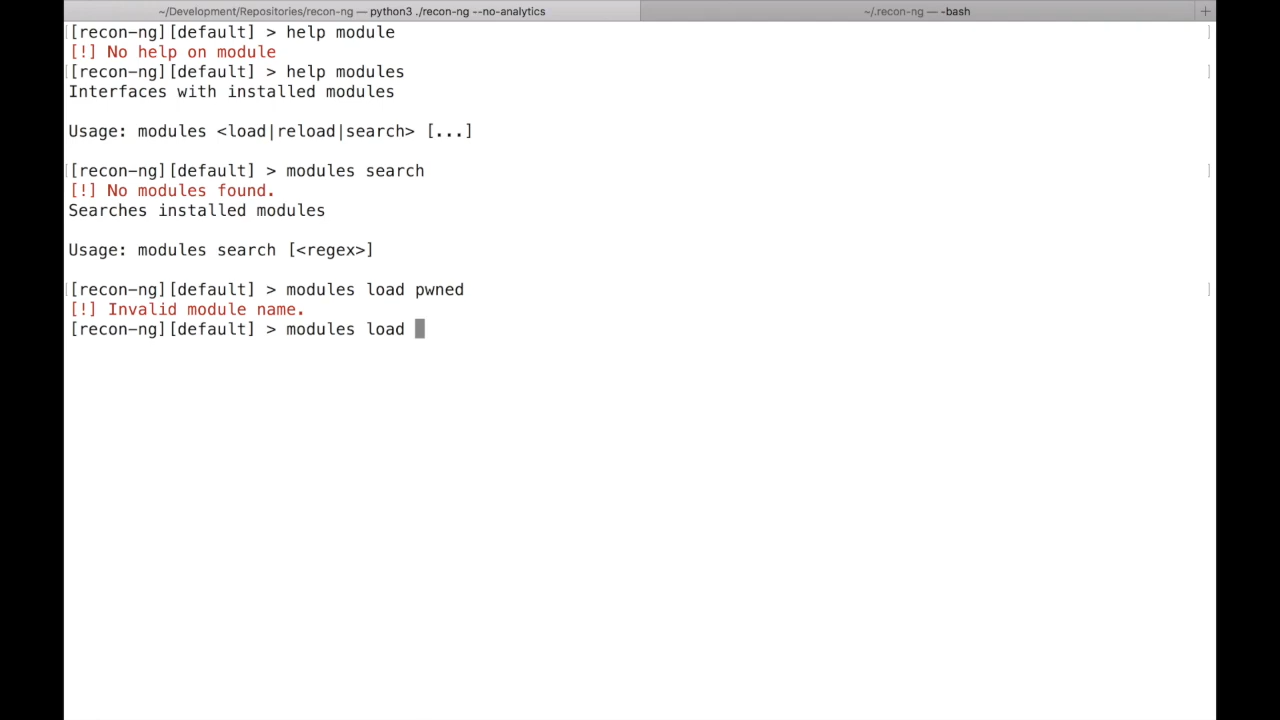 ~/Development/Repositories/recon-ng — python3 ./recon-ng --no-analytics
~/.recon-ng — -bash
+
[recon-ng][default] > help module
[!] No help on module
[recon-ng][default] > help modules
Interfaces with installed modules
Usage: modules <load|reload|search> [...]
[recon-ng][default] > modules search
[!] No modules found.
Searches installed modules
Usage: modules search [<regex>]
[recon-ng][default] > modules load pwned
[!] Invalid module name.
[recon-ng][default] > modules load